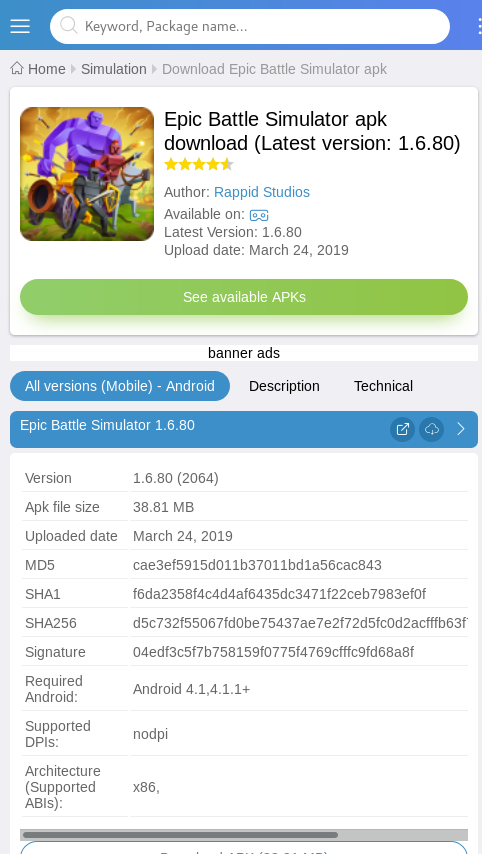 Keyword, Package name...
Home Simulation Download Epic Battle Simulator apk
Epic Battle Simulator apk
download (Latest version: 1.6.80)
Author: Rappid Studios
Available on:
Latest Version: 1.6.80
Upload date: March 24, 2019
See available APKs
banner ads
All versions (Mobile) - Android Description Technical
Epic Battle Simulator 1.6.80
Version 1.6.80 (2064)
Apk file size 38.81 MB
Uploaded date March 24, 2019
MD5 cae3ef5915d011b37011bd1a56cac843
SHA1 f6da2358f4c4d4af6435dc3471f22ceb7983ef0f
SHA256 d5c732f55067fd0be75437ae7e2f72d5fc0d2acfffb63f
Signature 04edf3c5f7b758159f0775f4769cfffc9fd68a8f
Required
Android: Android 4.1,4.1.1+
Supported
DPIs: nodpi
Architecture
(Supported
ABIs): x86,